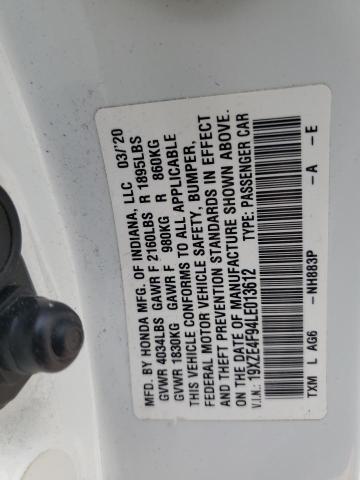 MFD. BY HONDA MFG. OF INDIANA, LLC 03/'20
GVWR 4034LBS GAWR F 2160LBS R 1895LBS
GVWR 1830KG GAWR F 980KG R 860KG
THIS VEHICLE CONFORMS TO ALL APPLICABLE
FEDERAL MOTOR VEHICLE SAFETY, BUMPER,
AND THEFT PREVENTION STANDARDS IN EFFECT
ON THE DATE OF MANUFACTURE SHOWN ABOVE.
V.I.N.: 19XZE4F94LE013612 TYPE: PASSENGER CAR
TXM L AG6 -NH883P -A -E